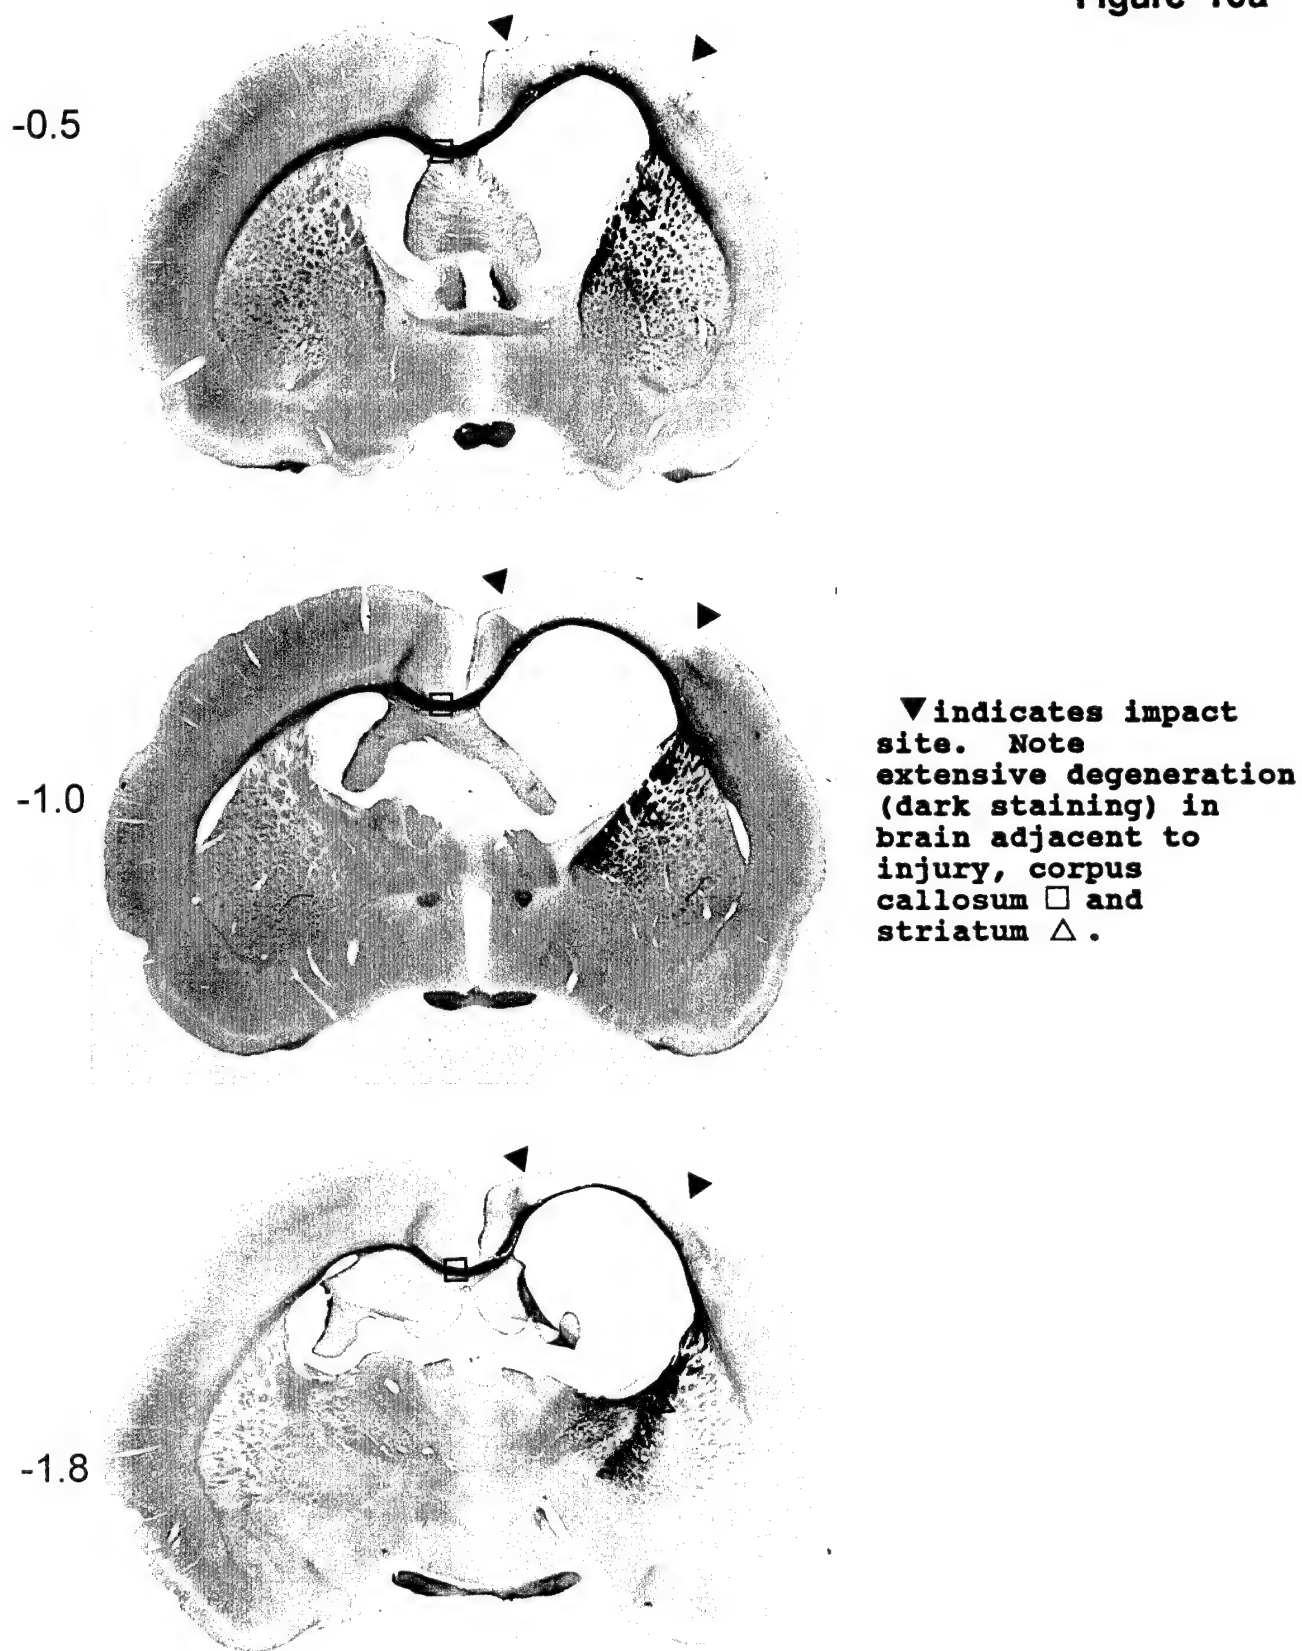 -0.5
-1.0
▼ indicates impact
site. Note
extensive degeneration
(dark staining) in
brain adjacent to
injury, corpus
callosum □ and
striatum △ .
-1.8